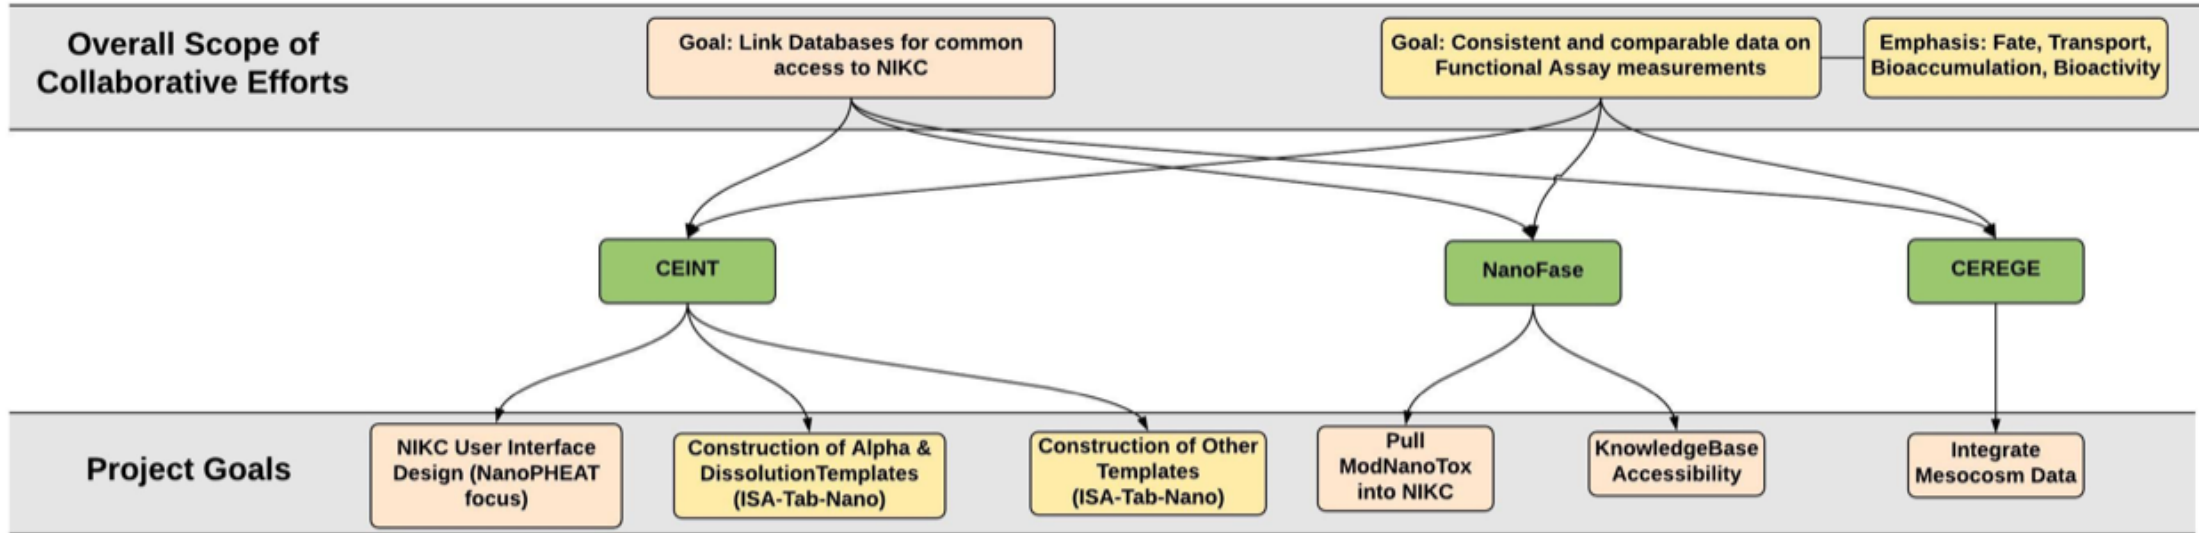 Overall Scope of
Collaborative Efforts
Goal: Link Databases for common
access to NIKC
Goal: Consistent and comparable data on
Functional Assay measurements
Emphasis: Fate, Transport,
Bioaccumulation, Bioactivity
CEINT
NanoFase
CEREGE
Project Goals
NIKC User Interface
Design (NanoPHEAT
focus)
Construction of Alpha &
DissolutionTemplates
(ISA-Tab-Nano)
Construction of Other
Templates
(ISA-Tab-Nano)
Pull
ModNanoTox
into NIKC
KnowledgeBase
Accessibility
Integrate
Mesocosm Data